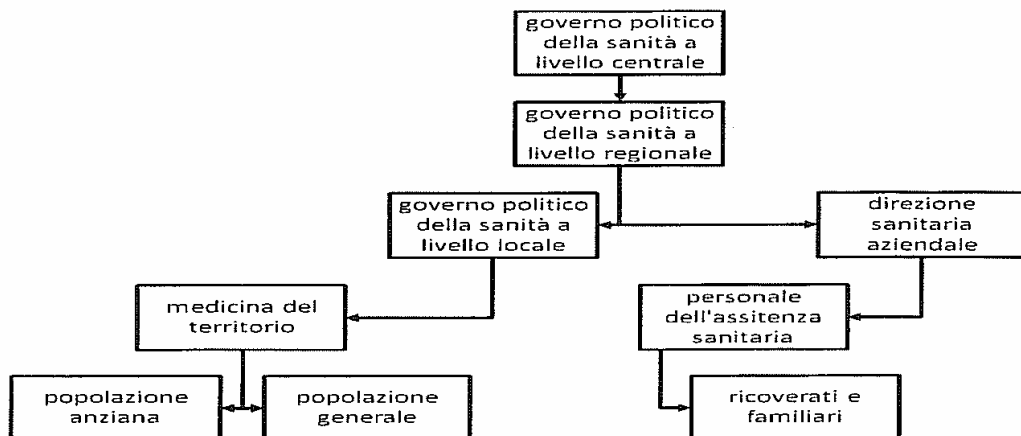 governo politico
della sanità a
livello centrale
governo politico
della sanità a
livello regionale
governo politico
della sanità a
livello locale
direzione
sanitaria
aziendale
medicina del
territorio
personale
dell'assitenza
sanitaria
popolazione
anziana
popolazione
generale
ricoverati e
familiari